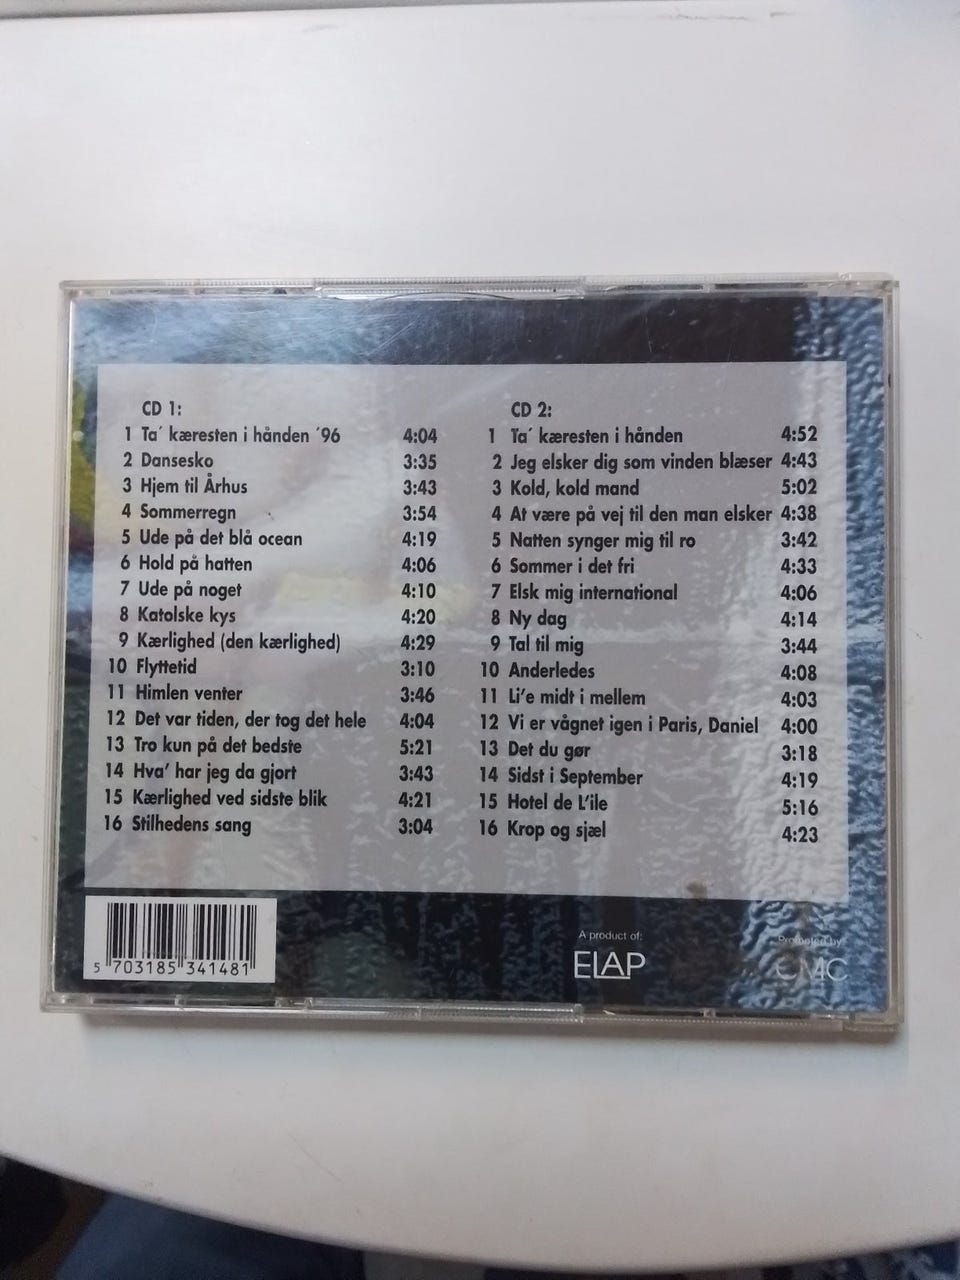 CD 1:
1 Ta´ kæresten i hånden ´96 4:04
2 Dansesko 3:35
3 Hjem til Århus 3:43
4 Sommerregn 3:54
5 Ude på det blå ocean 4:19
6 Hold på hatten 4:06
7 Ude på noget 4:10
8 Katolske kys 4:20
9 Kærlighed (den kærlighed) 4:29
10 Flyttetid 3:10
11 Himlen venter 3:46
12 Det var tiden, der tog det hele 4:04
13 Tro kun på det bedste 5:21
14 Hva’ har jeg da gjort 3:43
15 Kærlighed ved sidste blik 4:21
16 Stilhedens sang 3:04
CD 2:
1 Ta´ kæresten i hånden 4:52
2 Jeg elsker dig som vinden blæser 4:43
3 Kold, kold mand 5:02
4 At være på vej til den man elsker 4:38
5 Natten synger mig til ro 3:42
6 Sommer i det fri 4:33
7 Elsk mig international 4:06
8 Ny dag 4:14
9 Tal til mig 3:44
10 Anderledes 4:08
11 Li’e midt i mellem 4:03
12 Vi er vågnet igen i Paris, Daniel 4:00
13 Det du gør 3:18
14 Sidst i September 4:19
15 Hotel de L’ile 5:16
16 Krop og sjæl 4:23
5 703185 341481
A product of:
ELAP
Promoted by:
CMC